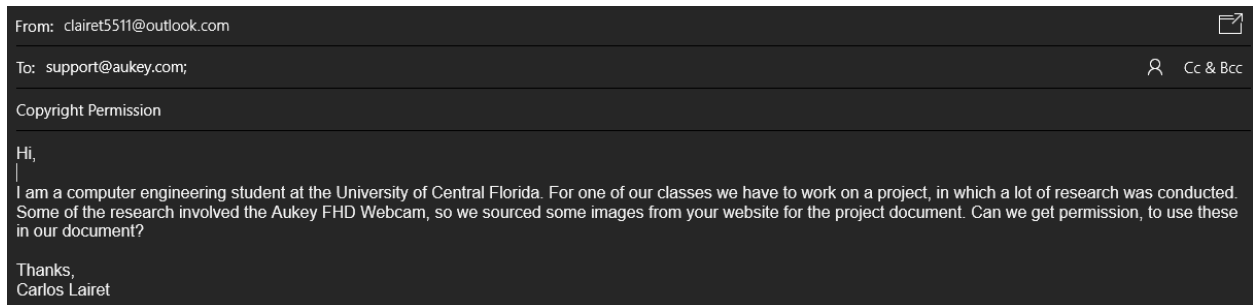 From: clairet5511@outlook.com
To: support@aukey.com;
Cc & Bcc
Copyright Permission
Hi,
I am a computer engineering student at the University of Central Florida. For one of our classes we have to work on a project, in which a lot of research was conducted.
Some of the research involved the Aukey FHD Webcam, so we sourced some images from your website for the project document. Can we get permission, to use these
in our document?
Thanks,
Carlos Lairet